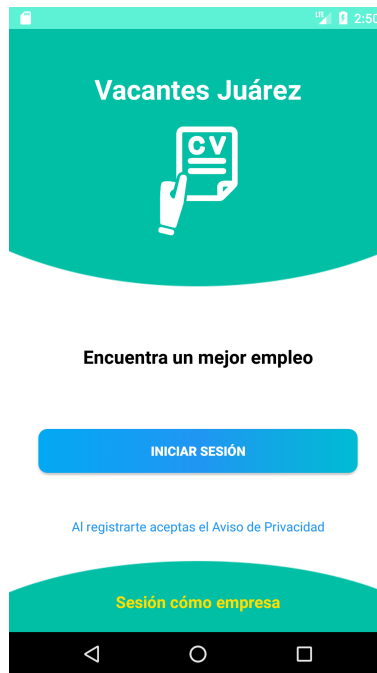 LTE 2:50
Vacantes Juárez
CV
Encuentra un mejor empleo
INICIAR SESIÓN
Al registrarte aceptas el Aviso de Privacidad
Sesión cómo empresa